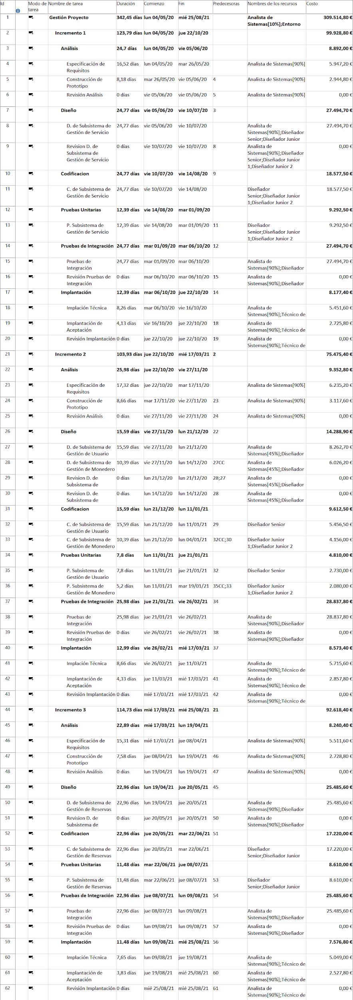 Id Modo de tarea Nombre de tarea Duración Comienzo Fin Predecesoras Nombres de los recursos Costo
1 Gestión Proyecto 342,45 días lun 04/05/20 mié 25/08/21 Analista de Sistemas[10%];Entorno 309.514,80 €
2 Incremento 1 123,79 días lun 04/05/20 jue 22/10/20 99.928,80 €
3 Análisis 24,7 días lun 04/05/20 vie 05/06/20 8.892,00 €
4 Especificación de Requisitos 16,52 días lun 04/05/20 mar 26/05/20 Analista de Sistemas[90%] 5.947,20 €
5 Construcción de Prototipo 8,18 días mar 26/05/20 vie 05/06/20 4 Analista de Sistemas[90%] 2.944,80 €
6 Revisión Análisis 0 días vie 05/06/20 vie 05/06/20 5 Analista de Sistemas[90%] 0,00 €
7 Diseño 24,77 días vie 05/06/20 vie 10/07/20 3 27.494,70 €
8 D. de Subsistema de Gestión de Servicio 24,77 días vie 05/06/20 vie 10/07/20 Analista de Sistemas[90%];Diseñador Senior;Diseñador Junior 27.494,70 €
9 Revision D. de Subsistema de Gestión de Servicio 0 días vie 10/07/20 vie 10/07/20 8 Analista de Sistemas[90%];Diseñador Senior;Diseñador Junior 1;Diseñador Junior 2 0,00 €
10 Codificacion 24,77 días vie 10/07/20 vie 14/08/20 9 18.577,50 €
11 C. de Subsistema de Gestión de Servicio 24,77 días vie 10/07/20 vie 14/08/20 Diseñador Senior;Diseñador Junior 1;Diseñador Junior 2 18.577,50 €
12 Pruebas Unitarias 12,39 días vie 14/08/20 mar 01/09/20 9.292,50 €
13 P. Subsistema de Gestión de Servicio 12,39 días vie 14/08/20 mar 01/09/20 11 Diseñador Senior;Diseñador Junior 1;Diseñador Junior 2 9.292,50 €
14 Pruebas de Integración 24,77 días mar 01/09/20 mar 06/10/20 12 27.494,70 €
15 Pruebas de Integración 24,77 días mar 01/09/20 mar 06/10/20 Analista de Sistemas[90%];Diseñador 27.494,70 €
16 Revisión Pruebas de Integración 0 días mar 06/10/20 mar 06/10/20 15 Analista de Sistemas[90%];Diseñador 0,00 €
17 Implantación 12,39 días mar 06/10/20 jue 22/10/20 14 8.177,40 €
18 Implación Técnica 8,26 días mar 06/10/20 vie 16/10/20 Analista de Sistemas[90%];Técnico de 5.451,60 €
19 Implantación de Aceptación 4,13 días vie 16/10/20 jue 22/10/20 18 Analista de Sistemas[90%];Técnico de 2.725,80 €
20 Revisión Implantación 0 días jue 22/10/20 jue 22/10/20 19 Analista de Sistemas[90%];Técnico de 0,00 €
21 Incremento 2 103,93 días jue 22/10/20 mié 17/03/21 2 75.475,40 €
22 Análisis 25,98 días jue 22/10/20 vie 27/11/20 9.352,80 €
23 Especificación de Requisitos 17,32 días jue 22/10/20 mar 17/11/20 Analista de Sistemas[90%] 6.235,20 €
24 Construcción de Prototipo 8,66 días mar 17/11/20 vie 27/11/20 23 Analista de Sistemas[90%] 3.117,60 €
25 Revisión Análisis 0 días vie 27/11/20 vie 27/11/20 24 Analista de Sistemas[90%] 0,00 €
26 Diseño 15,59 días vie 27/11/20 lun 21/12/20 22 14.288,90 €
27 D. de Subsistema de Gestión de Usuario 15,59 días vie 27/11/20 lun 21/12/20 Analista de Sistemas[45%];Diseñador 8.262,70 €
28 D. de Subsistema de Gestión de Monedero 10,39 días vie 27/11/20 lun 14/12/20 27CC Analista de Sistemas[45%];Diseñador 6.026,20 €
29 Revision D. de Subsistema de 0 días lun 21/12/20 lun 21/12/20 28;27 Analista de Sistemas[45%];Diseñador 0,00 €
30 Revision D. de Subsistema de 0 días lun 14/12/20 lun 14/12/20 28 Analista de Sistemas[45%];Diseñador 0,00 €
31 Codificacion 15,59 días lun 21/12/20 lun 11/01/21 9.612,50 €
32 C. de Subsistema de Gestión de Usuario 15,59 días lun 21/12/20 lun 11/01/21 29 Diseñador Senior 5.456,50 €
33 C. de Subsistema de Gestión de Monedero 10,39 días lun 21/12/20 lun 04/01/21 32CC;30 Diseñador Junior 1;Diseñador Junior 2 4.156,00 €
34 Pruebas Unitarias 7,8 días lun 11/01/21 jue 21/01/21 4.810,00 €
35 P. Subsistema de Gestión de Usuario 7,8 días lun 11/01/21 jue 21/01/21 32 Diseñador Senior 2.730,00 €
36 P. Subsistema de Gestión de Monedero 5,2 días lun 11/01/21 mar 19/01/21 35CC;33 Diseñador Junior 1;Diseñador Junior 2 2.080,00 €
37 Pruebas de Integración 25,98 días jue 21/01/21 vie 26/02/21 34 28.837,80 €
38 Pruebas de Integración 25,98 días jue 21/01/21 vie 26/02/21 Analista de Sistemas[90%];Diseñador 28.837,80 €
39 Revisión Pruebas de Integración 0 días vie 26/02/21 vie 26/02/21 38 Analista de Sistemas[90%];Diseñador 0,00 €
40 Implantación 12,99 días vie 26/02/21 mié 17/03/21 37 8.573,40 €
41 Implación Técnica 8,66 días vie 26/02/21 jue 11/03/21 Analista de Sistemas[90%];Técnico de 5.715,60 €
42 Implantación de Aceptación 4,33 días jue 11/03/21 mié 17/03/21 41 Analista de Sistemas[90%];Técnico de 2.857,80 €
43 Revisión Implantación 0 días mié 17/03/21 mié 17/03/21 42 Analista de Sistemas[90%];Técnico de 0,00 €
44 Incremento 3 114,73 días mié 17/03/21 mié 25/08/21 21 92.618,40 €
45 Análisis 22,89 días mié 17/03/21 lun 19/04/21 8.240,40 €
46 Especificación de Requisitos 15,31 días mié 17/03/21 jue 08/04/21 Analista de Sistemas[90%] 5.511,60 €
47 Construcción de Prototipo 7,58 días jue 08/04/21 lun 19/04/21 46 Analista de Sistemas[90%] 2.728,80 €
48 Revisión Análisis 0 días lun 19/04/21 lun 19/04/21 47 Analista de Sistemas[90%] 0,00 €
49 Diseño 22,96 días lun 19/04/21 jue 20/05/21 45 25.485,60 €
50 D. de Subsistema de Gestión de Reservas 22,96 días lun 19/04/21 jue 20/05/21 Analista de Sistemas[90%];Diseñador 25.485,60 €
51 Revision D. de Subsistema de 0 días jue 20/05/21 jue 20/05/21 50 Analista de Sistemas[90%];Diseñador 0,00 €
52 Codificacion 22,96 días jue 20/05/21 mar 22/06/21 51 17.220,00 €
53 C. de Subsistema de Gestión de Reservas 22,96 días jue 20/05/21 mar 22/06/21 Diseñador Senior;Diseñador Junior 17.220,00 €
54 Pruebas Unitarias 11,48 días mar 22/06/21 jue 08/07/21 8.610,00 €
55 P. Subsistema de Gestión de Reservas 11,48 días mar 22/06/21 jue 08/07/21 53 Diseñador Senior;Diseñador Junior 8.610,00 €
56 Pruebas de Integración 22,96 días jue 08/07/21 lun 09/08/21 54 25.485,60 €
57 Pruebas de Integración 22,96 días jue 08/07/21 lun 09/08/21 Analista de Sistemas[90%];Diseñador 25.485,60 €
58 Revisión Pruebas de Integración 0 días lun 09/08/21 lun 09/08/21 57 Analista de Sistemas[90%];Diseñador 0,00 €
59 Implantación 11,48 días lun 09/08/21 mié 25/08/21 56 7.576,80 €
60 Implación Técnica 7,65 días lun 09/08/21 jue 19/08/21 Analista de Sistemas[90%];Técnico de 5.049,00 €
61 Implantación de Aceptación 3,83 días jue 19/08/21 mié 25/08/21 60 Analista de Sistemas[90%];Técnico de 2.527,80 €
62 Revisión Implantación 0 días mié 25/08/21 mié 25/08/21 61 Analista de Sistemas[90%];Técnico de 0,00 €